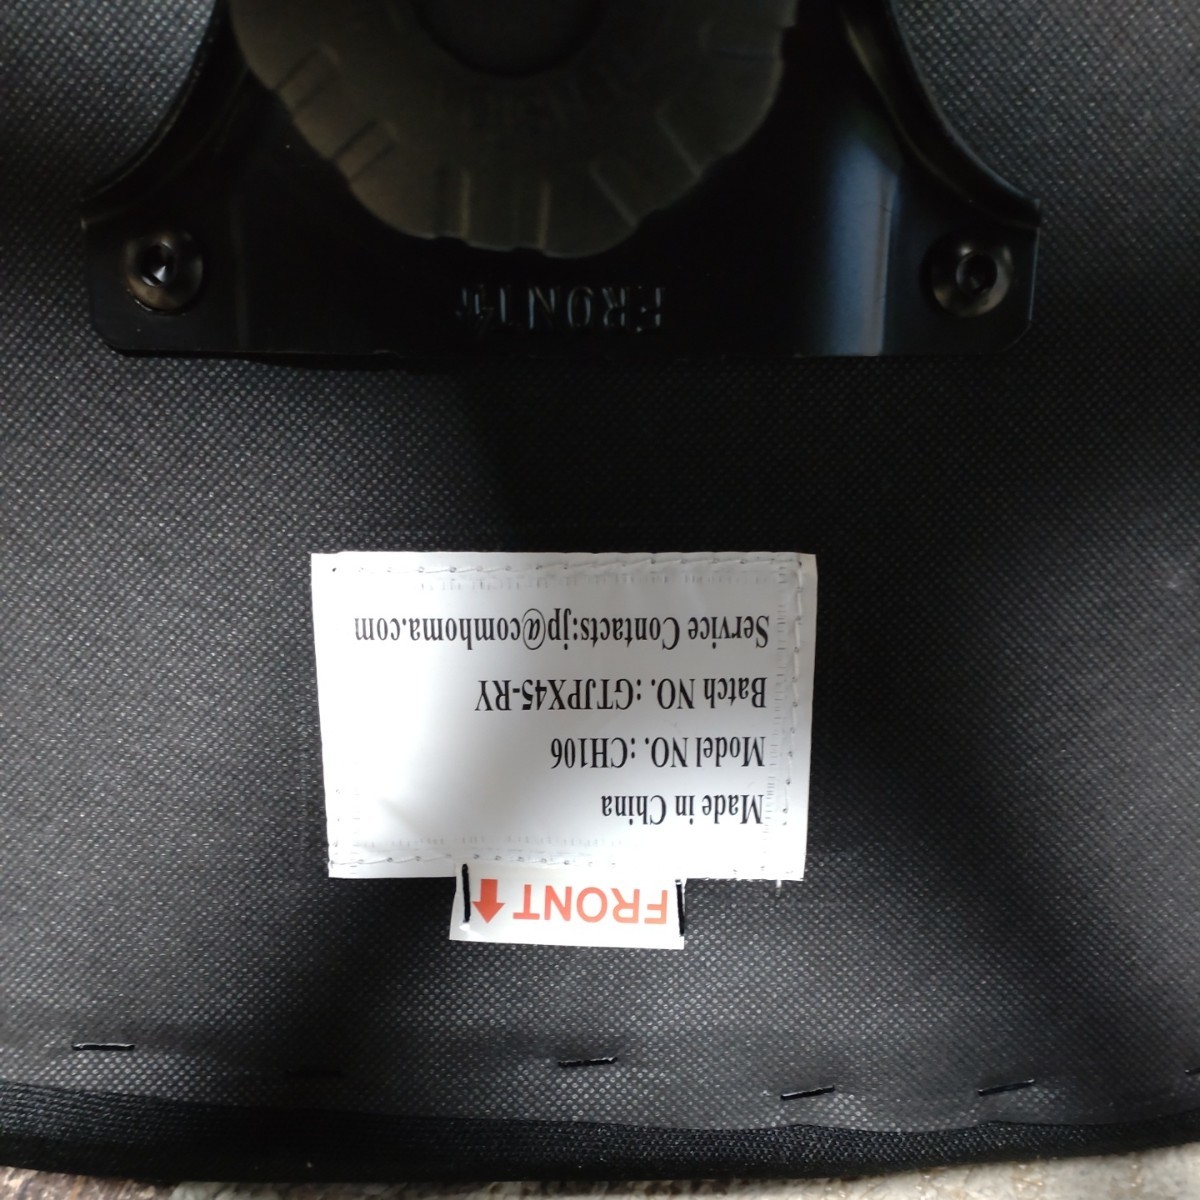 FRONT↑
Made in China
Model NO.: CH106
Batch NO.: GTJPX45-RY
Service Contacts:jp@comhoma.com
FRONT↑